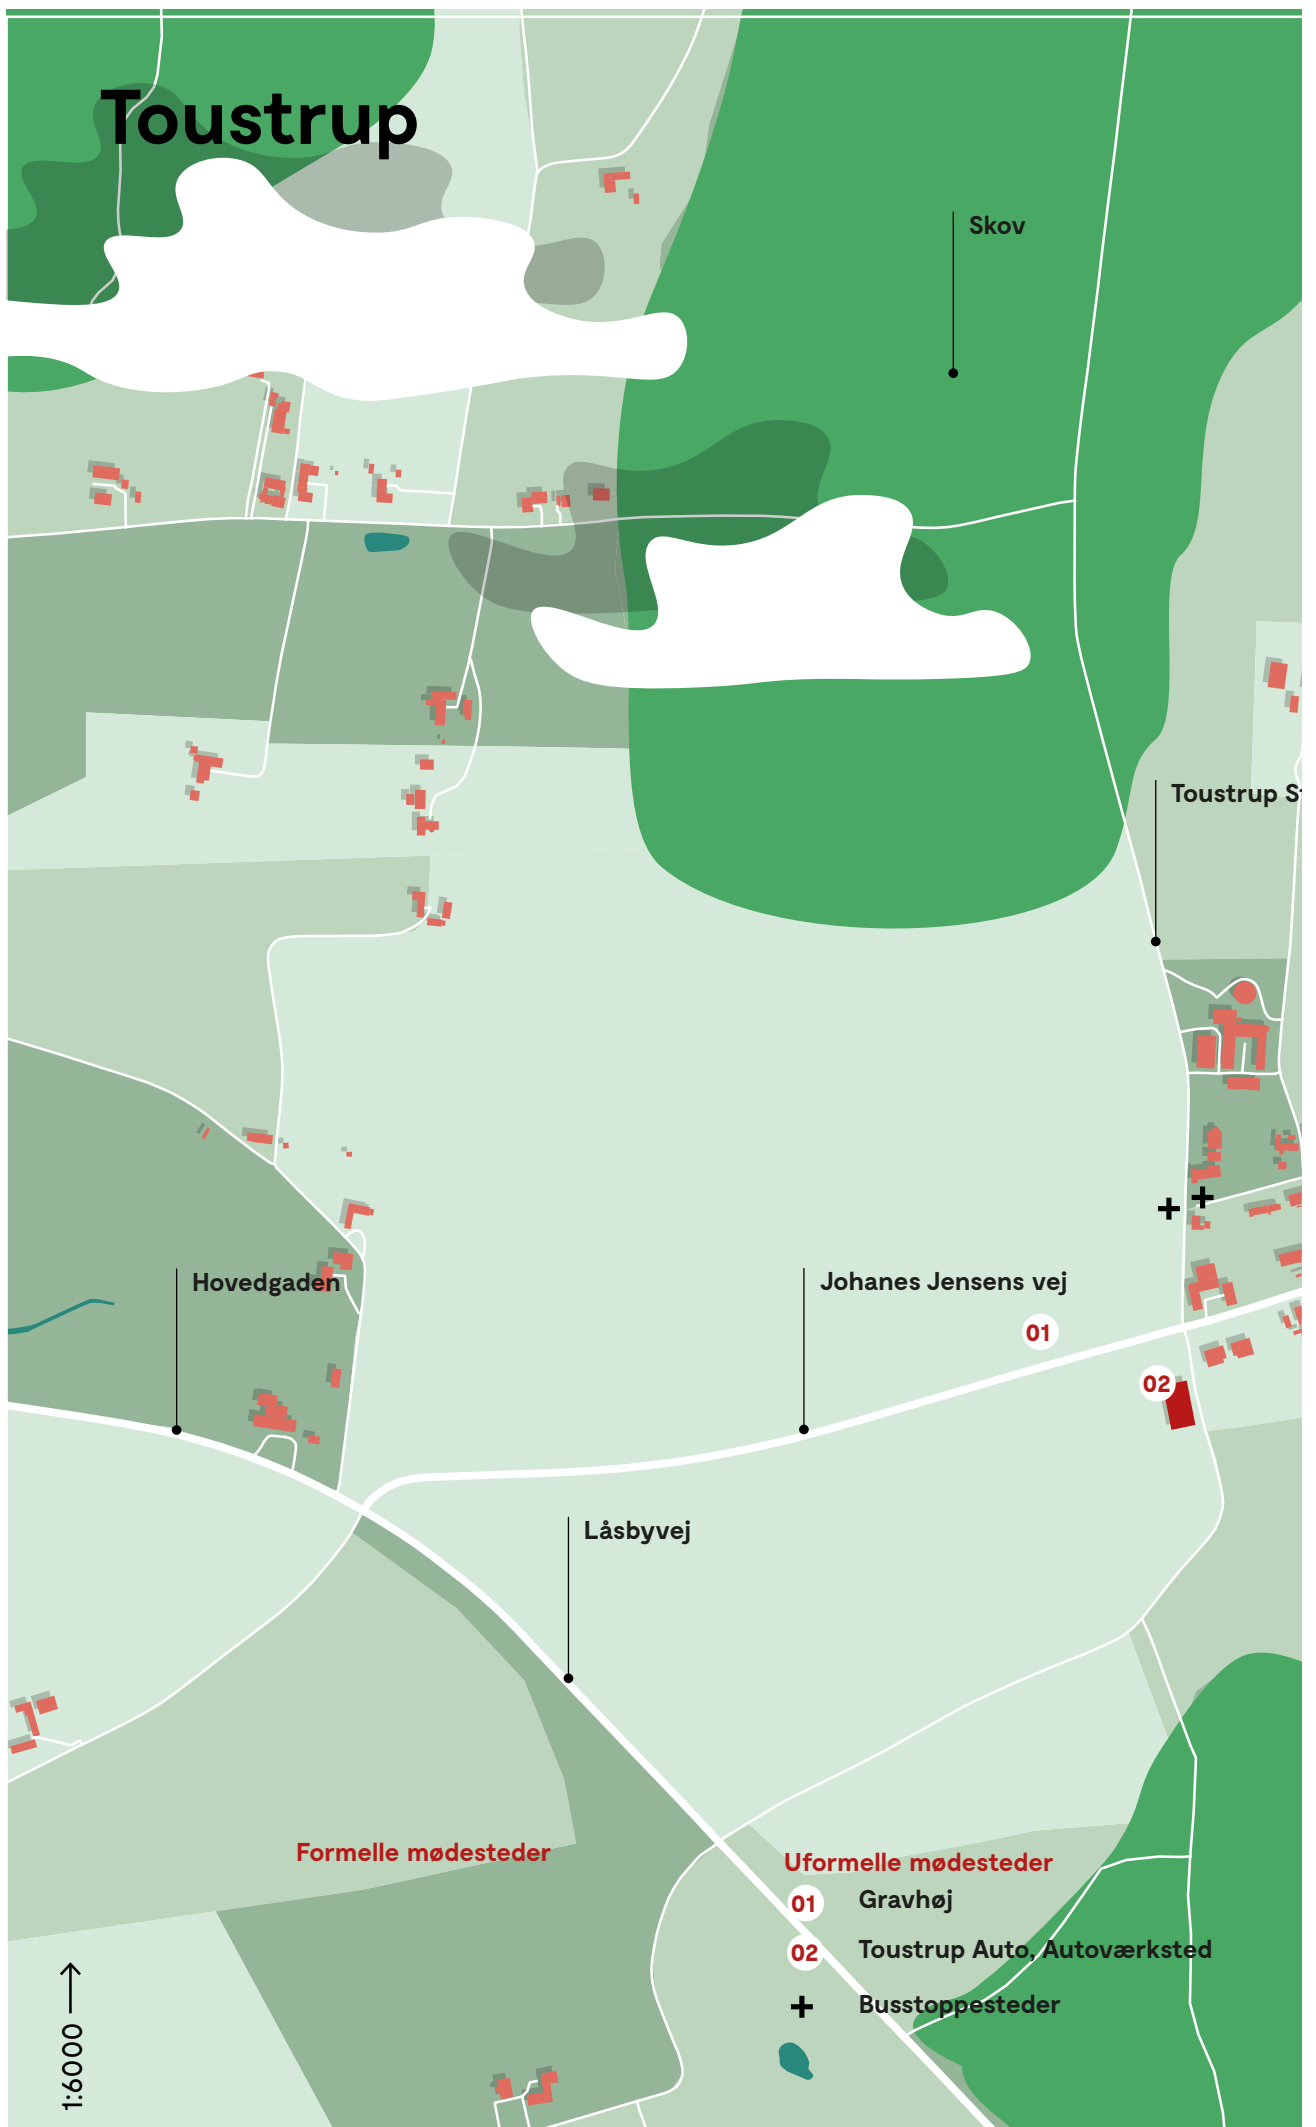 Toustrup
Skov
Toustrup
Hovedgaden
Johanes Jensens vej
01
02
Låsbyvej
Formelle mødesteder
Uformelle mødesteder
01 Gravhøj
02 Toustrup Auto, Autoværksted
+ Busstoppesteder
1:6000